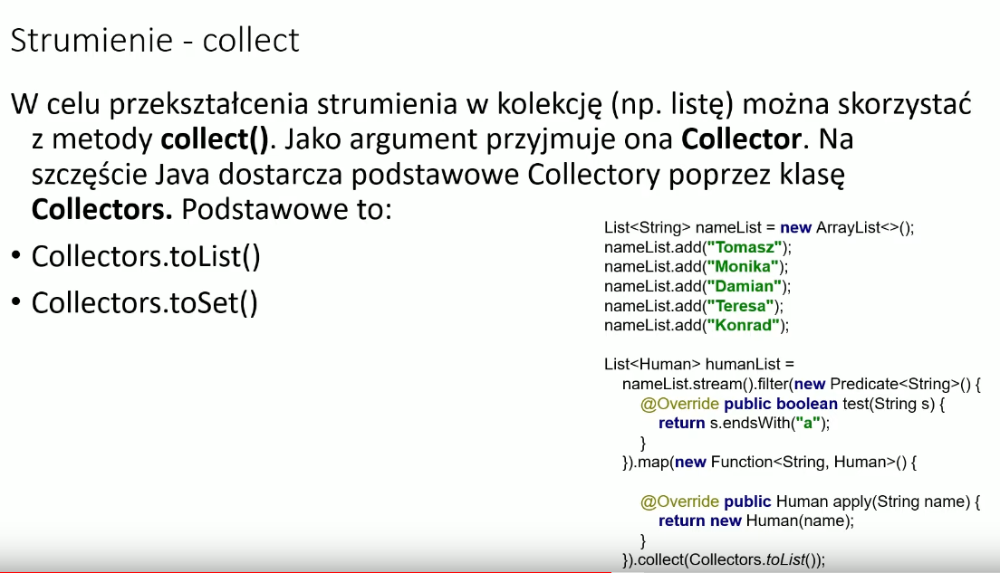 Strumienie - collect
W celu przekształcenia strumienia w kolekcję (np. listę) można skorzystać
z metody collect(). Jako argument przyjmuje ona Collector. Na
szczęście Java dostarcza podstawowe Collectory poprzez klasę
Collectors. Podstawowe to:
• Collectors.toList()
• Collectors.toSet()
List<String> nameList = new ArrayList<>();
nameList.add("Tomasz");
nameList.add("Monika");
nameList.add("Damian");
nameList.add("Teresa");
nameList.add("Konrad");
List<Human> humanList =
nameList.stream().filter(new Predicate<String>() {
@Override public boolean test(String s) {
return s.endsWith("a");
}
}).map(new Function<String, Human>() {
@Override public Human apply(String name) {
return new Human(name);
}
}).collect(Collectors.toList());